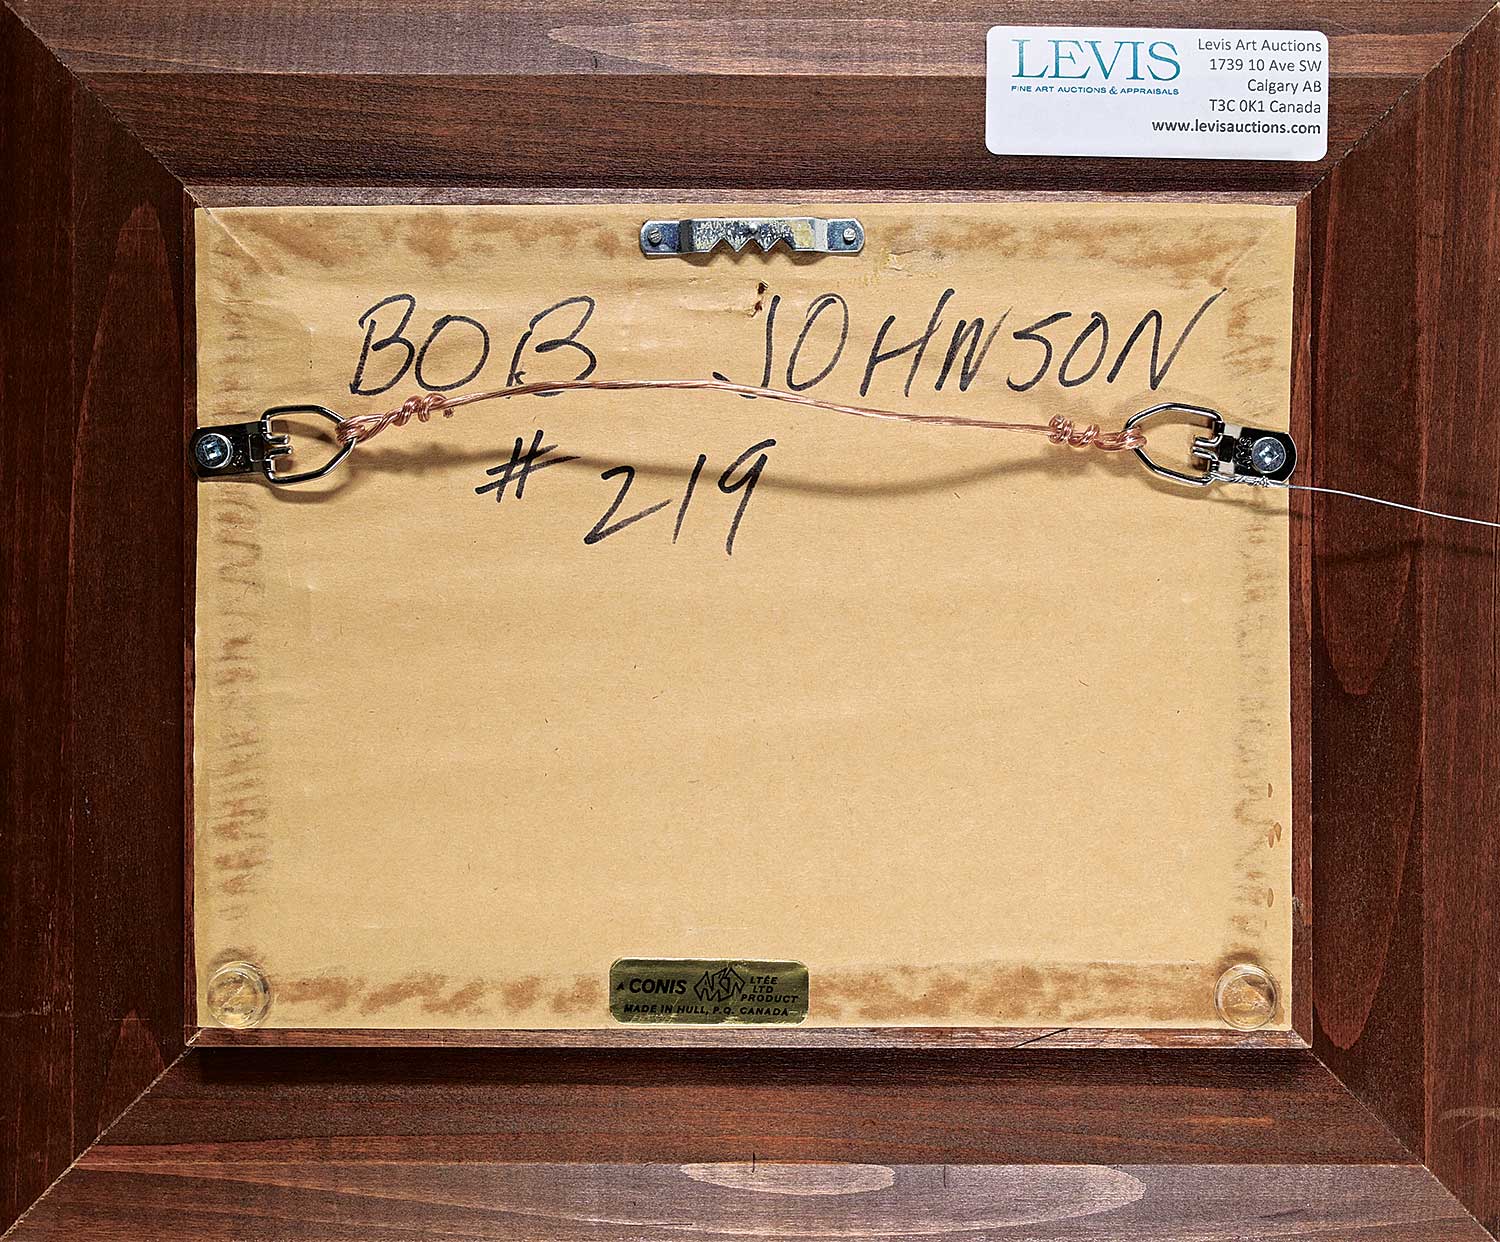 LEVIS
FINE ART AUCTIONS & APPRAISALS
Levis Art Auctions
1739 10 Ave SW
Calgary AB
T3C 0K1 Canada
www.levisauctions.com
BOB JOHNSON
# 219
CONIS ART LTÉE
LTD
PRODUCT
MADE IN HULL, P.Q. CANADA